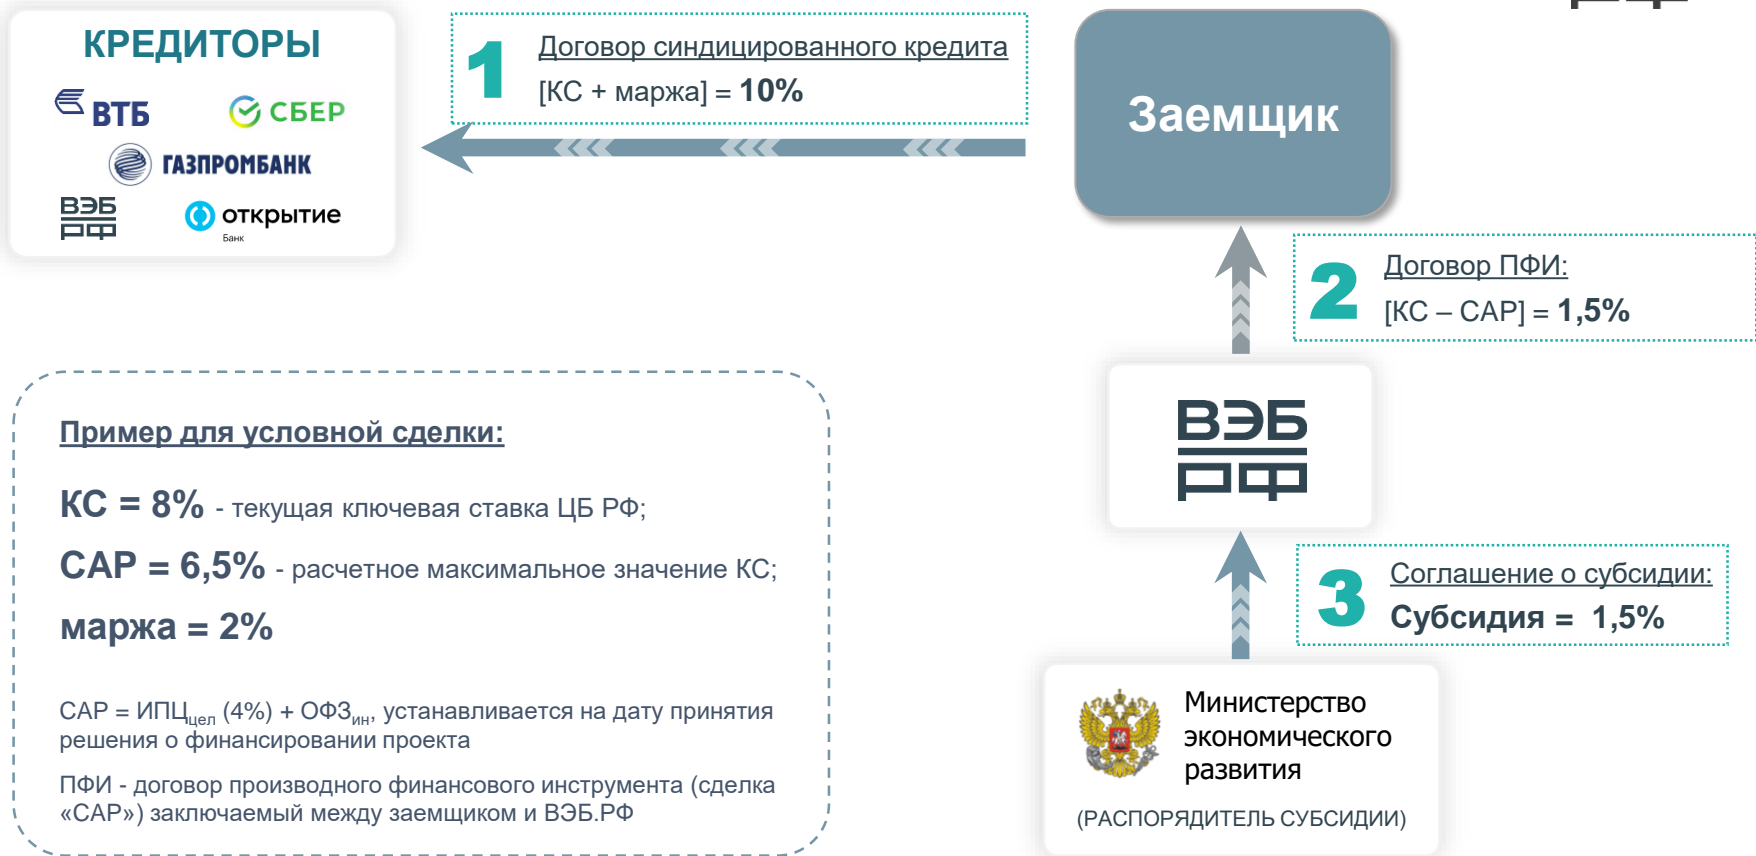 КРЕДИТОРЫ
ВТБ
СБЕР
ГАЗПРОМБАНК
ВЭБ
РФ
открытие
Банк
1
Договор синдицированного кредита
[КС + маржа] = 10%
Заемщик
2
Договор ПФИ:
[КС – САР] = 1,5%
ВЭБ
РФ
3
Соглашение о субсидии:
Субсидия = 1,5%
Министерство
экономического
развития
(РАСПОРЯДИТЕЛЬ СУБСИДИИ)
Пример для условной сделки:
КС = 8% - текущая ключевая ставка ЦБ РФ;
САР = 6,5% - расчетное максимальное значение КС;
маржа = 2%
САР = ИПЦцел (4%) + ОФЗин, устанавливается на дату принятия
решения о финансировании проекта
ПФИ - договор производного финансового инструмента (сделка
«САР») заключаемый между заемщиком и ВЭБ.РФ